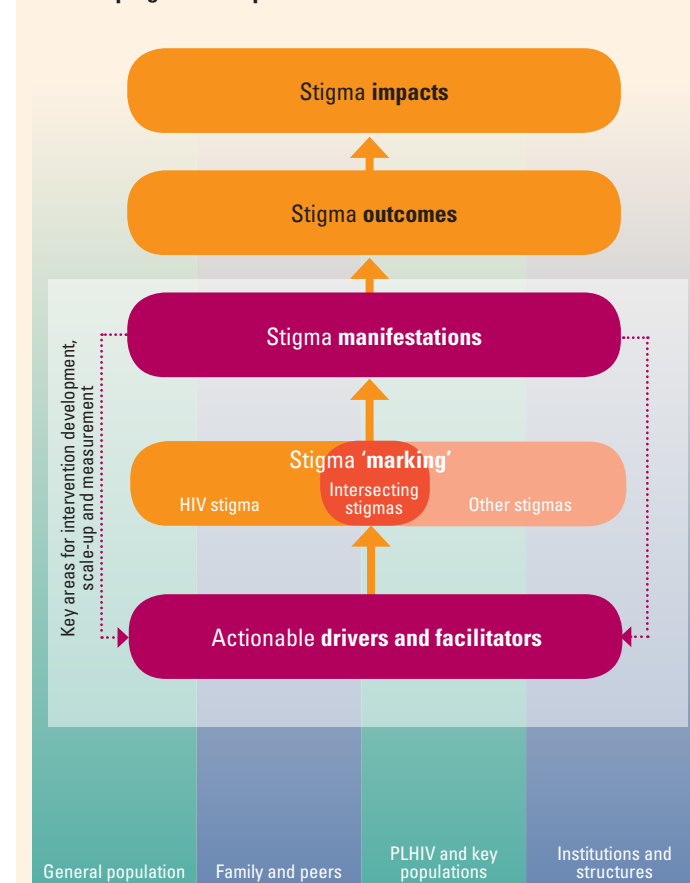 Stigma impacts
Stigma outcomes
Stigma manifestations
Key areas for intervention development,
scale-up and measurement
Stigma ‘marking’
HIV stigma
Intersecting
stigmas
Other stigmas
Actionable drivers and facilitators
General population
Family and peers
PLHIV and key
populations
Institutions and
structures